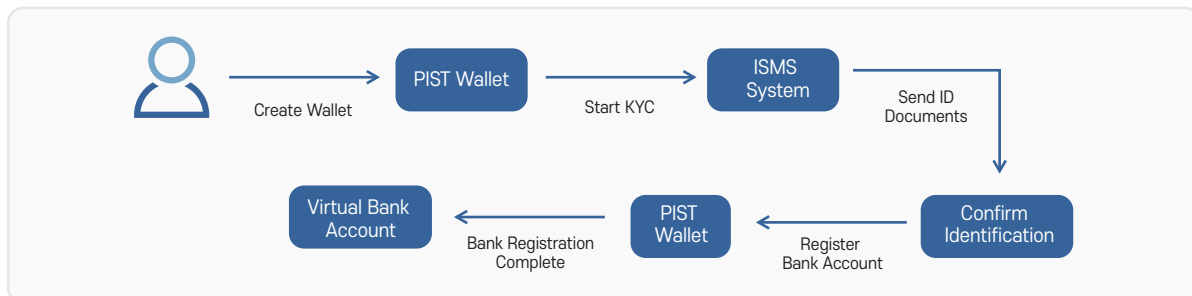 Create Wallet
PIST Wallet
Start KYC
ISMS
System
Send ID
Documents
Confirm
Identification
Register
Bank Account
PIST
Wallet
Bank Registration
Complete
Virtual Bank
Account